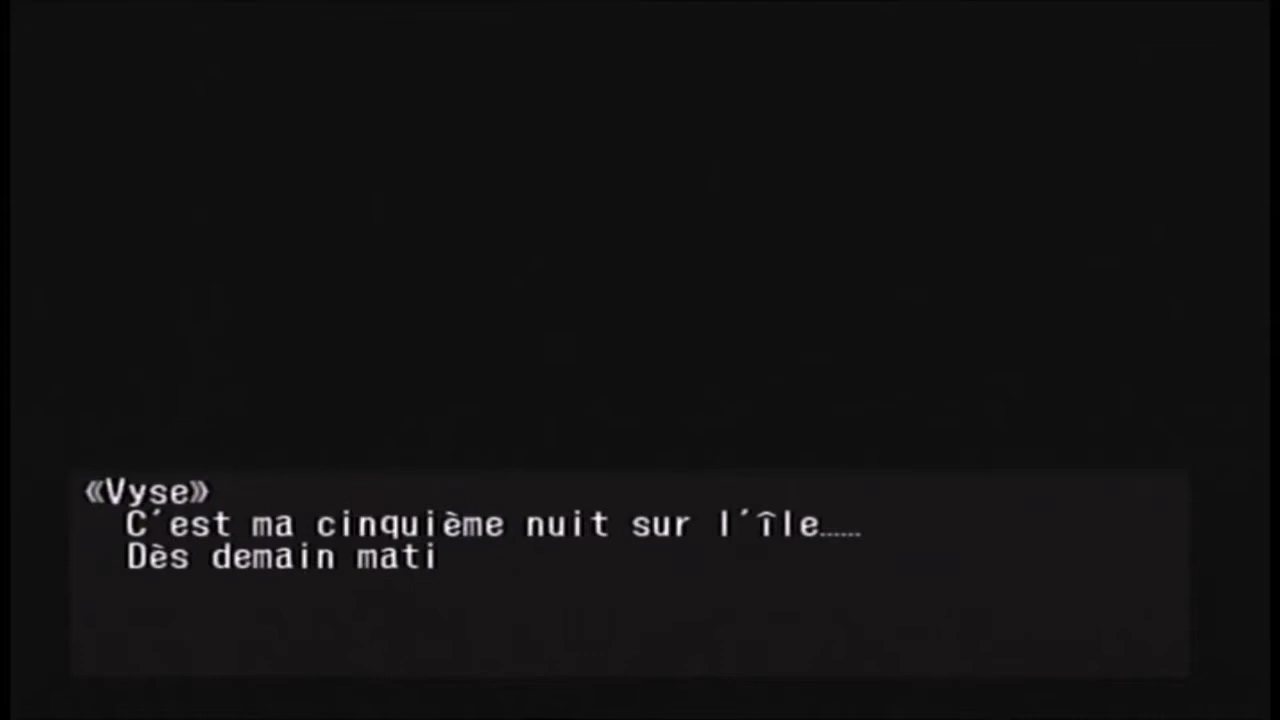 《Vyse》
C´est ma cinquième nuit sur l´île……
Dès demain mati